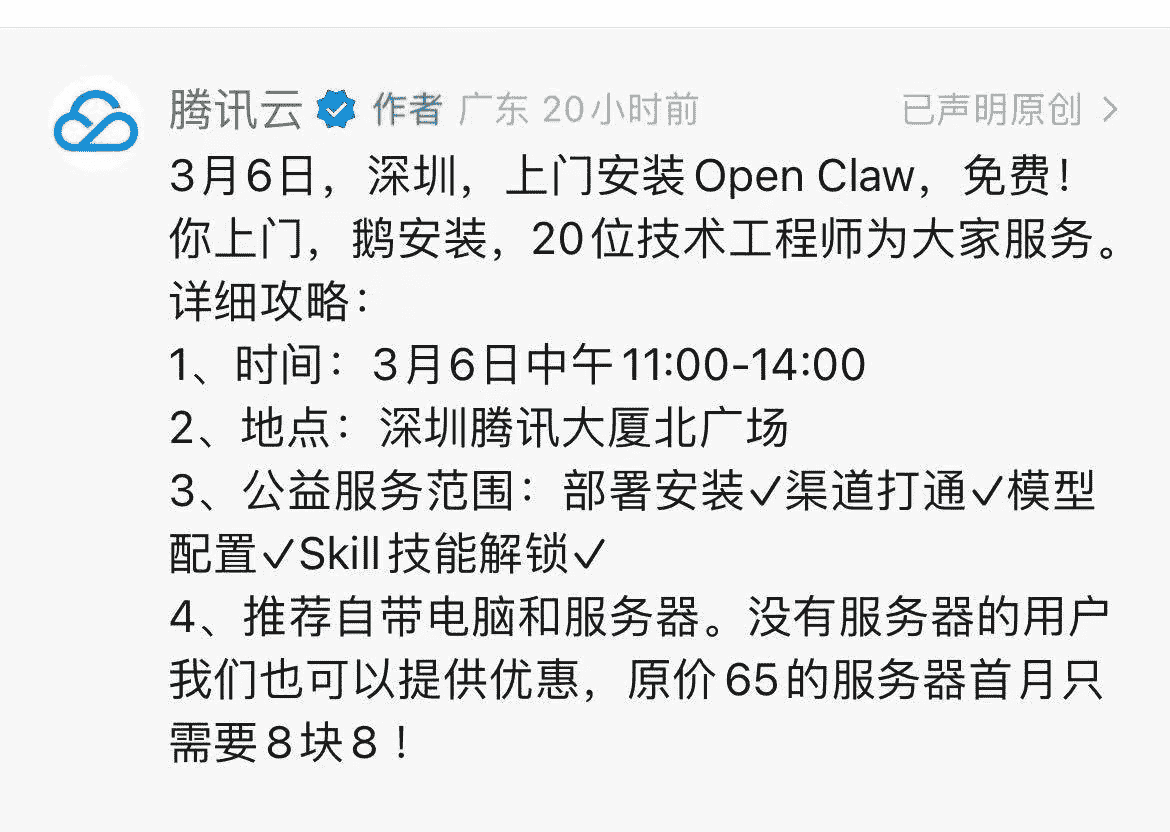 腾讯云 作者 广东 20小时前 已声明原创
3月6日，深圳，上门安装Open Claw，免费！
你上门，鹅安装，20位技术工程师为大家服务。
详细攻略：
1、时间：3月6日中午11:00-14:00
2、地点：深圳腾讯大厦北广场
3、公益服务范围：部署安装✓渠道打通✓模型
配置✓Skill技能解锁✓
4、推荐自带电脑和服务器。没有服务器的用户
我们也可以提供优惠，原价65的服务器首月只
需要8块8！